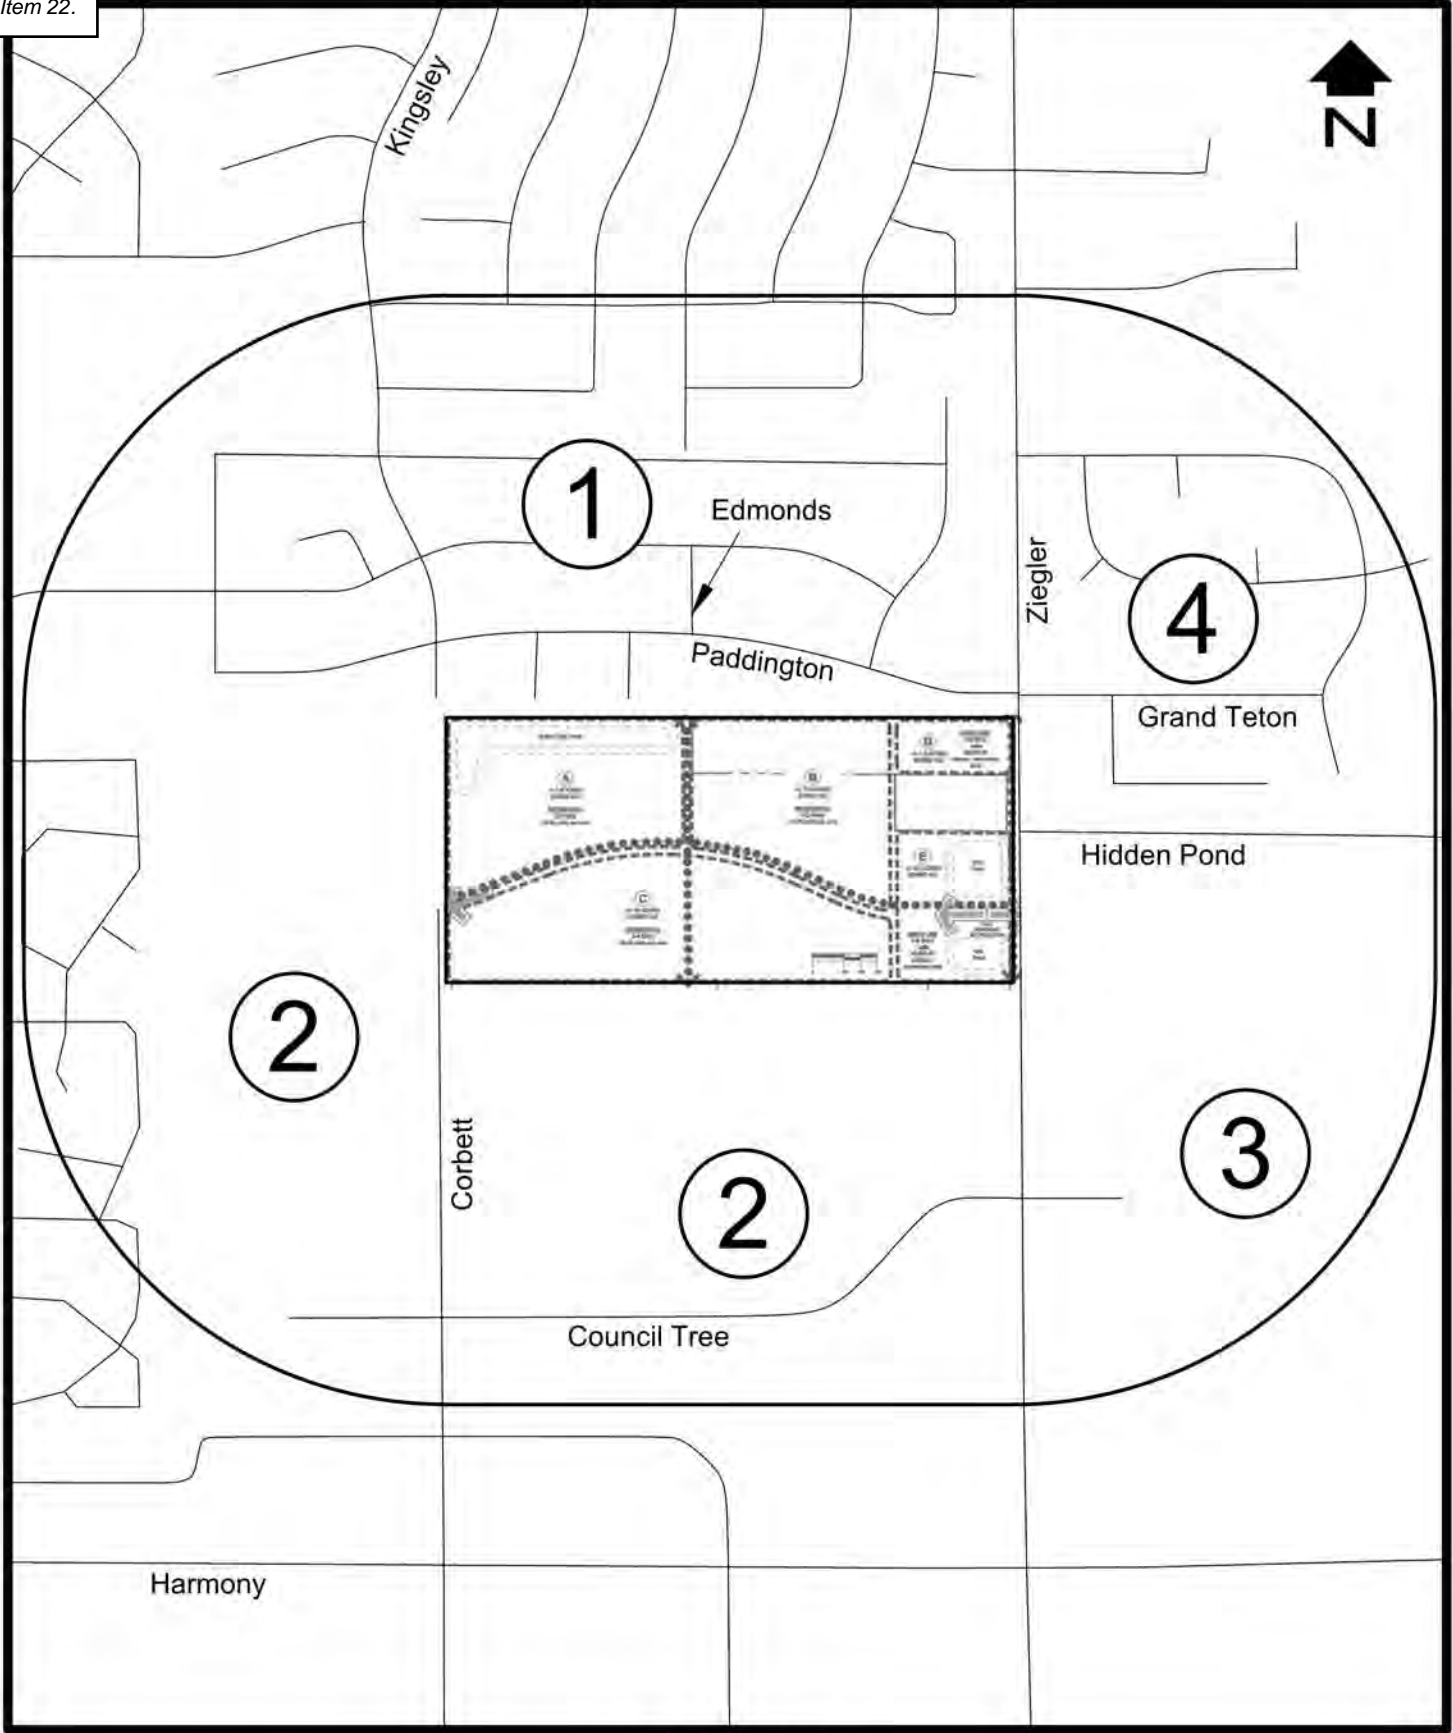 Item 22.
N
Kingsley
1
Edmonds
Ziegler
4
Paddington
Grand Teton
A
B
D
Hidden Pond
E
C
2
Corbett
3
2
Council Tree
Harmony